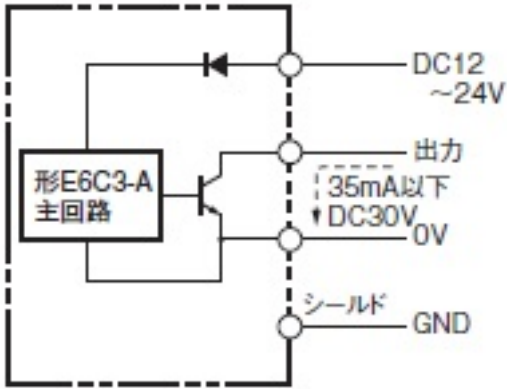 DC12
～24V
出力
形E6C3-A
主回路
35mA以下
DC30V
0V
シールド
GND